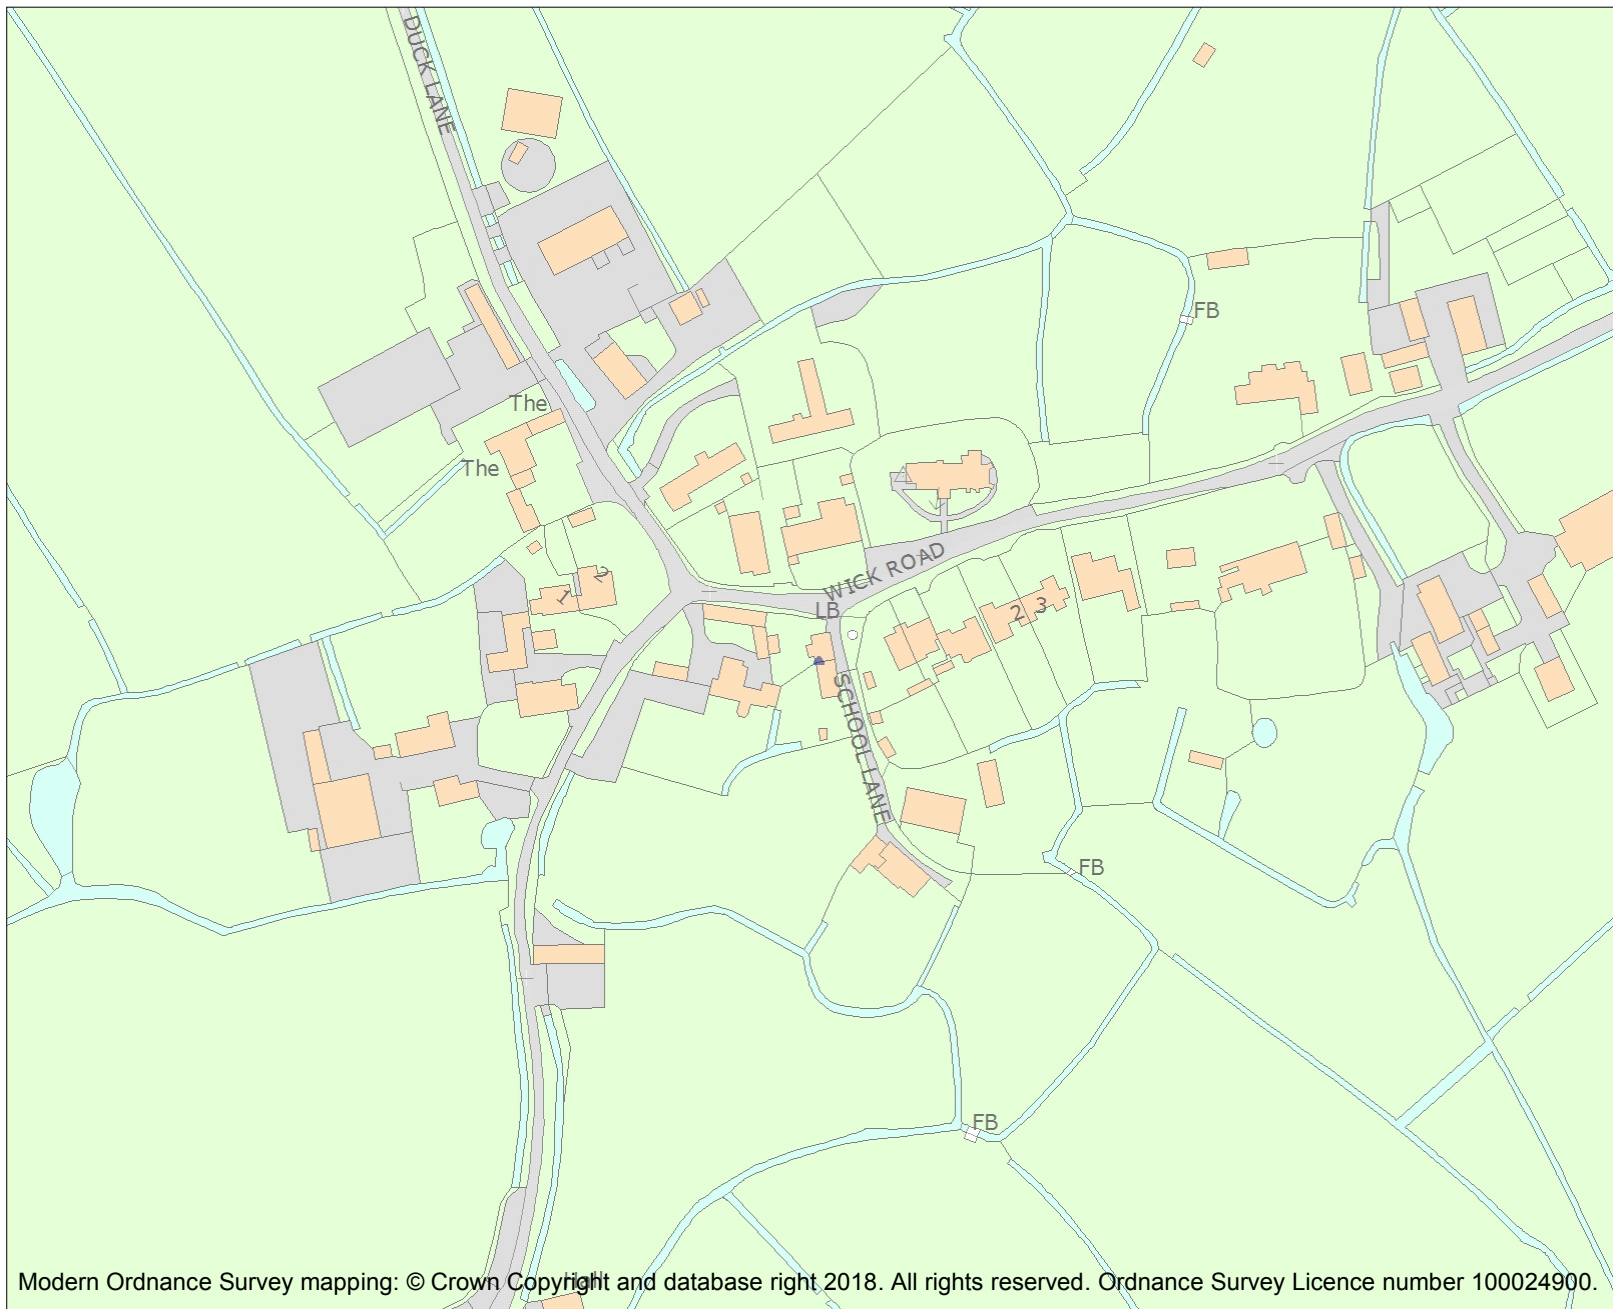 DUCK LANE
FB
The
The
2
1
WICK ROAD
LB
2 3
SCHOOL LANE
FB
FB
Hall
Modern Ordnance Survey mapping: © Crown Copyright and database right 2018. All rights reserved. Ordnance Survey Licence number 100024900.